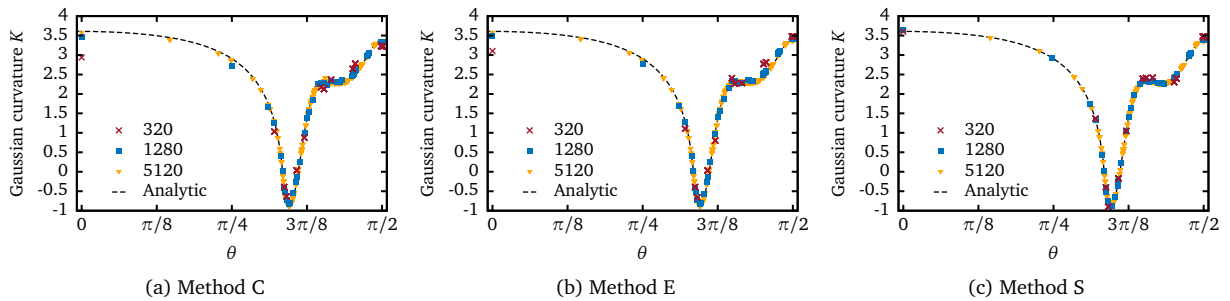 Gaussian curvature K
4
3.5
3
2.5
2
1.5
1
0.5
0
-0.5
-1
320
1280
5120
Analytic
0
π/8
π/4
3π/8
π/2
θ
(a) Method C
Gaussian curvature K
4
3.5
3
2.5
2
1.5
1
0.5
0
-0.5
-1
320
1280
5120
Analytic
0
π/8
π/4
3π/8
π/2
θ
(b) Method E
Gaussian curvature K
4
3.5
3
2.5
2
1.5
1
0.5
0
-0.5
-1
320
1280
5120
Analytic
0
π/8
π/4
3π/8
π/2
θ
(c) Method S